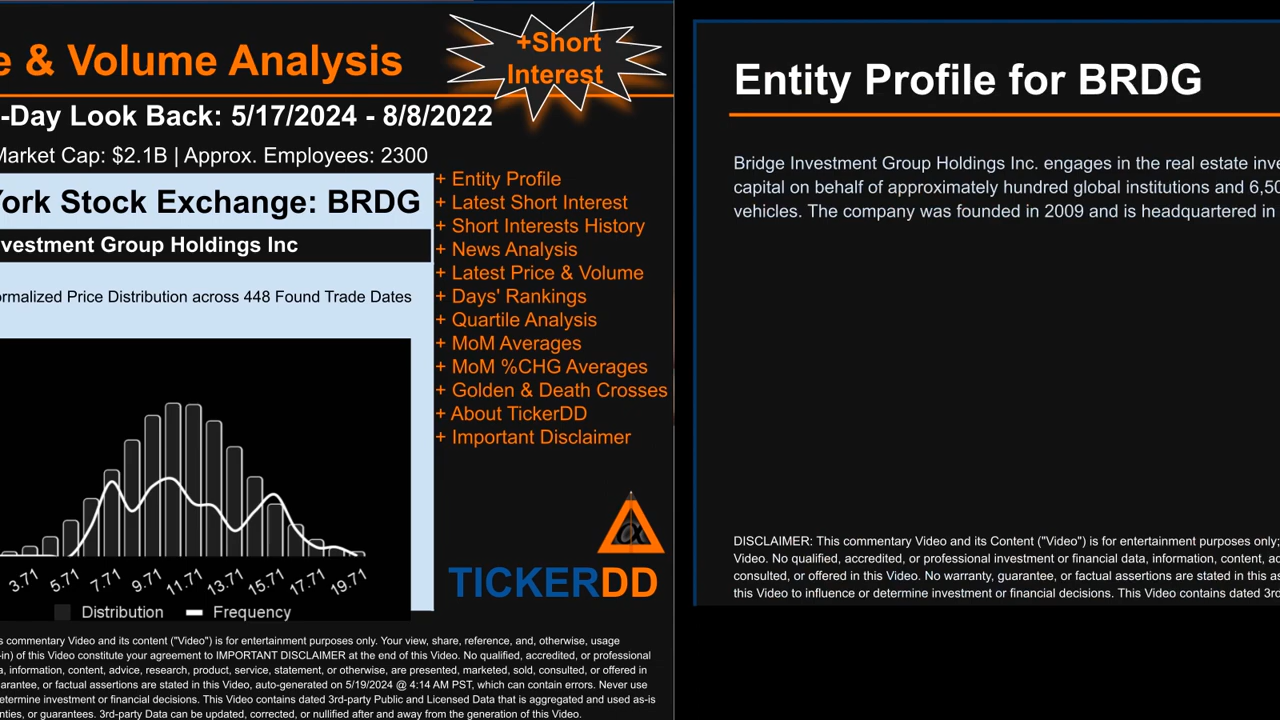 e & Volume Analysis
+Short
Interest
-Day Look Back: 5/17/2024 - 8/8/2022
Market Cap: $2.1B | Approx. Employees: 2300
York Stock Exchange: BRDG
nvestment Group Holdings Inc
ormalized Price Distribution across 448 Found Trade Dates
3.71 5.71 7.71 9.71 11.71 13.71 15.71 17.71 19.71
Distribution Frequency
+ Entity Profile
+ Latest Short Interest
+ Short Interests History
+ News Analysis
+ Latest Price & Volume
+ Days' Rankings
+ Quartile Analysis
+ MoM Averages
+ MoM %CHG Averages
+ Golden & Death Crosses
+ About TickerDD
+ Important Disclaimer
TICKERDD
s commentary Video and its content ("Video") is for entertainment purposes only. Your view, share, reference, and, otherwise, usage
-in) of this Video constitute your agreement to IMPORTANT DISCLAIMER at the end of this Video. No qualified, accredited, or professional
a, information, content, advice, research, product, service, statement, or otherwise, are presented, marketed, sold, consulted, or offered in
arantee, or factual assertions are stated in this Video, auto-generated on 5/19/2024 @ 4:14 AM PST, which can contain errors. Never use
etermine investment or financial decisions. This Video contains dated 3rd-party Public and Licensed Data that is aggregated and used as-is
nties, or guarantees. 3rd-party Data can be updated, corrected, or nullified after and away from the generation of this Video.
Entity Profile for BRDG
Bridge Investment Group Holdings Inc. engages in the real estate inve
capital on behalf of approximately hundred global institutions and 6,50
vehicles. The company was founded in 2009 and is headquartered in
DISCLAIMER: This commentary Video and its Content ("Video") is for entertainment purposes only;
Video. No qualified, accredited, or professional investment or financial data, information, content, ad
consulted, or offered in this Video. No warranty, guarantee, or factual assertions are stated in this as
this Video to influence or determine investment or financial decisions. This Video contains dated 3rd